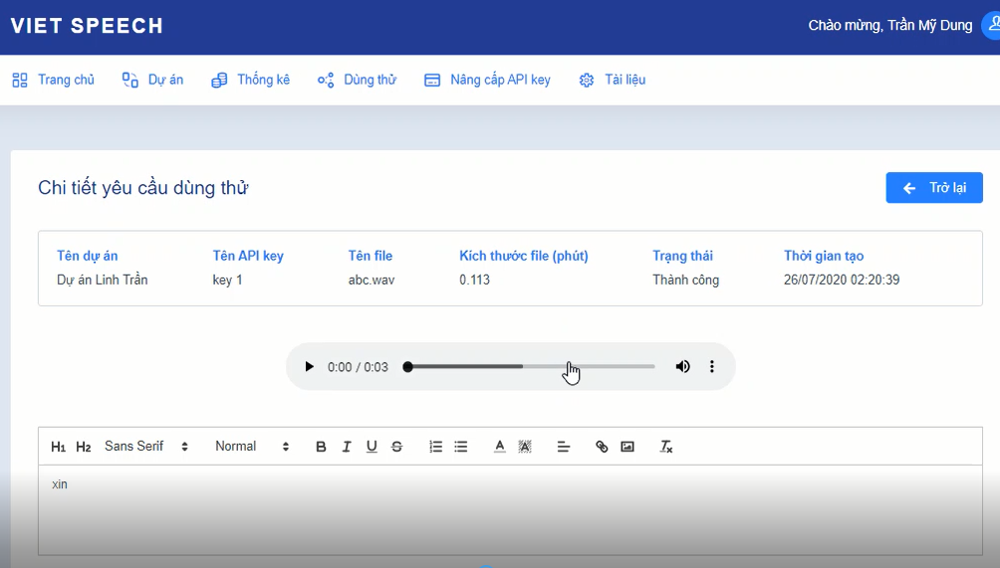 VIET SPEECH
Chào mừng, Trần Mỹ Dung
Trang chủ Dự án Thống kê Dùng thử Nâng cấp API key Tài liệu
Chi tiết yêu cầu dùng thử
Trở lại
Tên dự án Tên API key Tên file Kích thước file (phút) Trạng thái Thời gian tạo
Dự án Linh Trần key 1 abc.wav 0.113 Thành công 26/07/2020 02:20:39
0:00 / 0:03
H1 H2 Sans Serif Normal B I U S A A Tx
xin